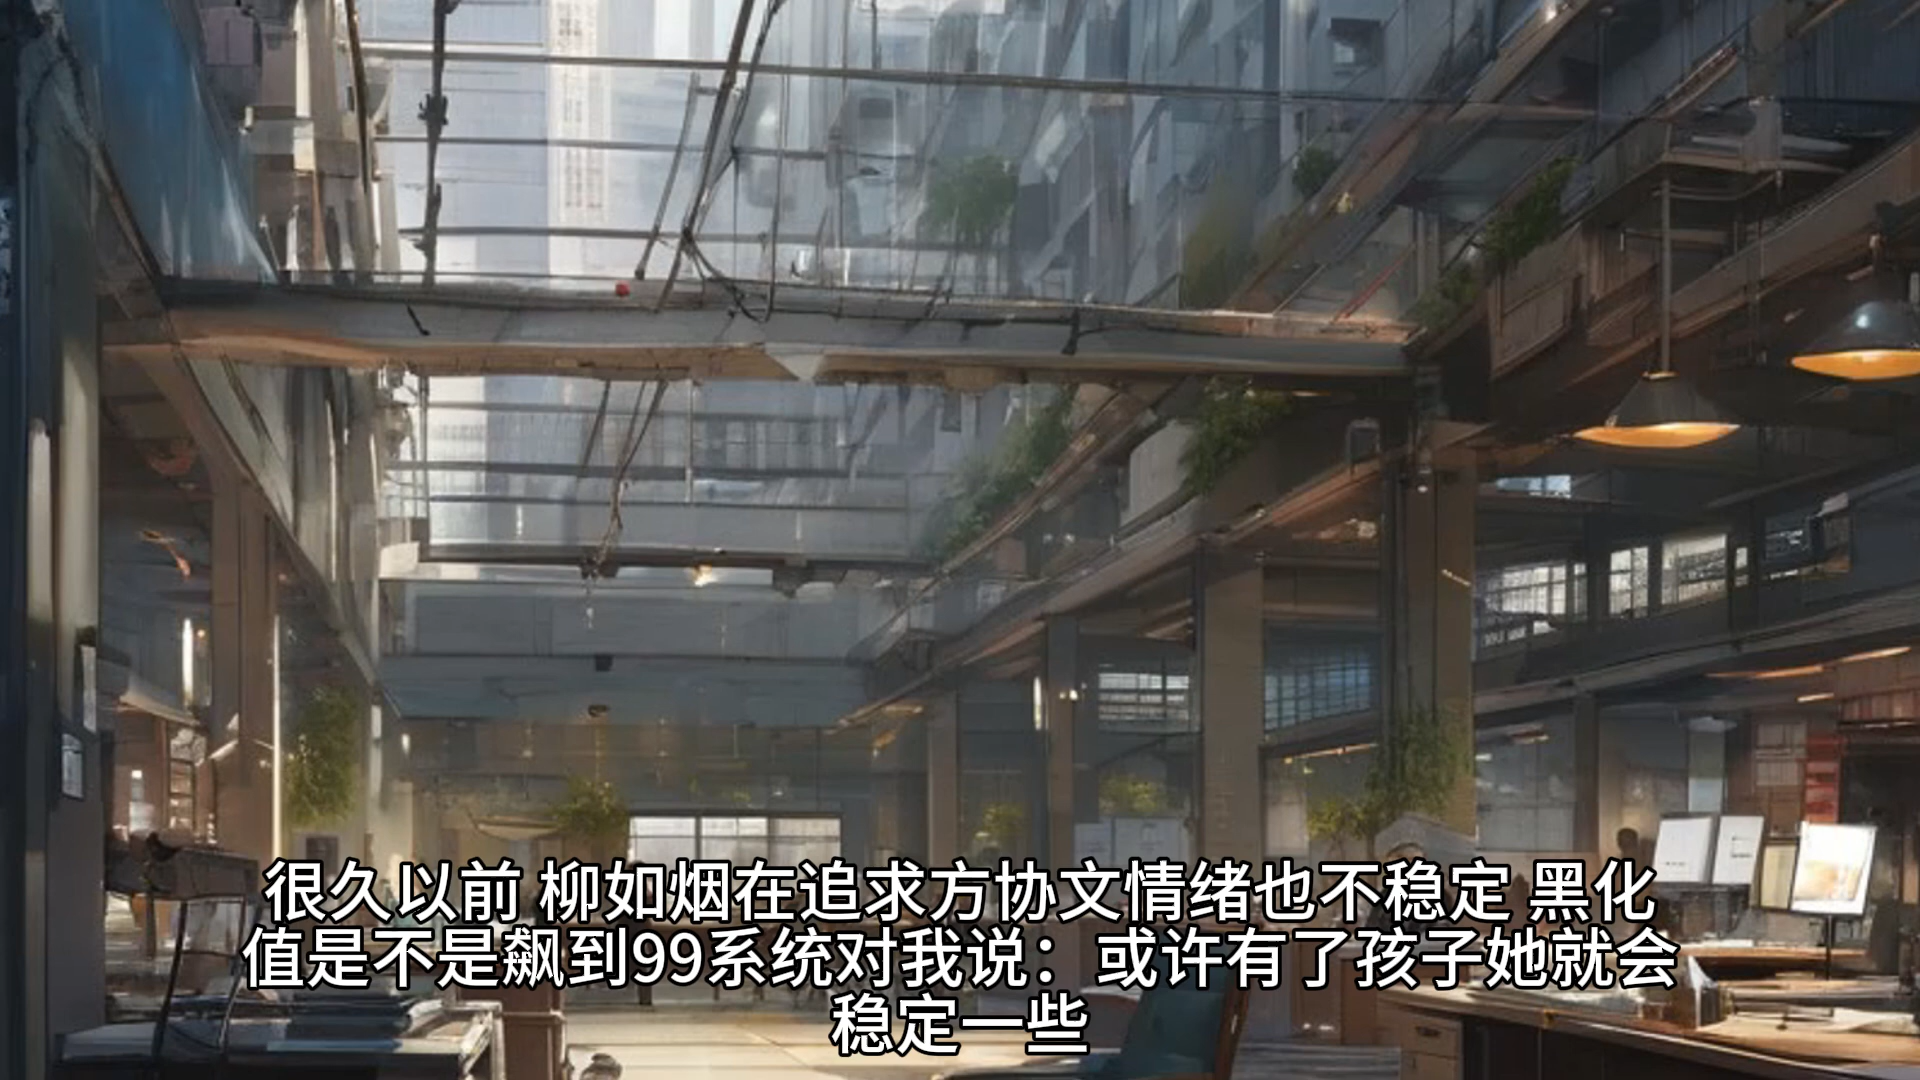 很久以前 柳如烟在追求方协文情绪也不稳定 黑化
值是不是飙到99系统对我说：或许有了孩子她就会
稳定一些